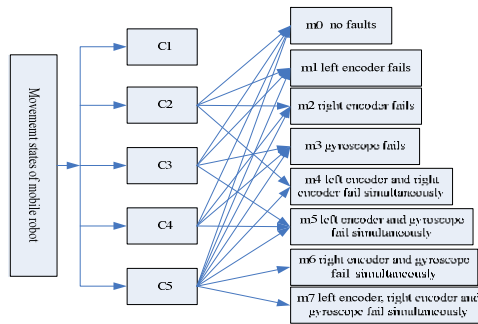 Movement states of mobile robot
C1
C2
C3
C4
C5
m0 no faults
m1 left encoder fails
m2 right encoder fails
m3 gyroscope fails
m4 left encoder and right
encoder fail simultaneously
m5 left encoder and gyroscope
fail simultaneously
m6 right encoder and gyroscope
fail simultaneously
m7 left encoder, right encoder and
gyroscope fail simultaneously